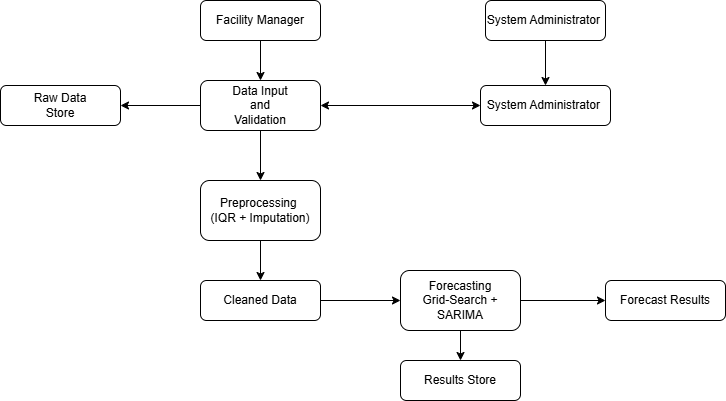 Facility Manager
System Administrator
Raw Data
Store
Data Input
and
Validation
System Administrator
Preprocessing
(IQR + Imputation)
Cleaned Data
Forecasting
Grid-Search +
SARIMA
Forecast Results
Results Store